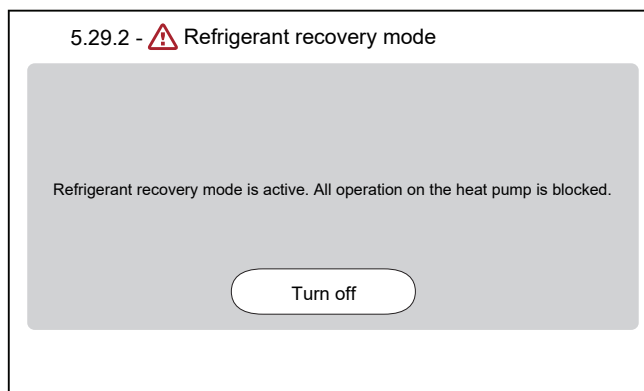 5.29.2 - Refrigerant recovery mode
Refrigerant recovery mode is active. All operation on the heat pump is blocked.
Turn off